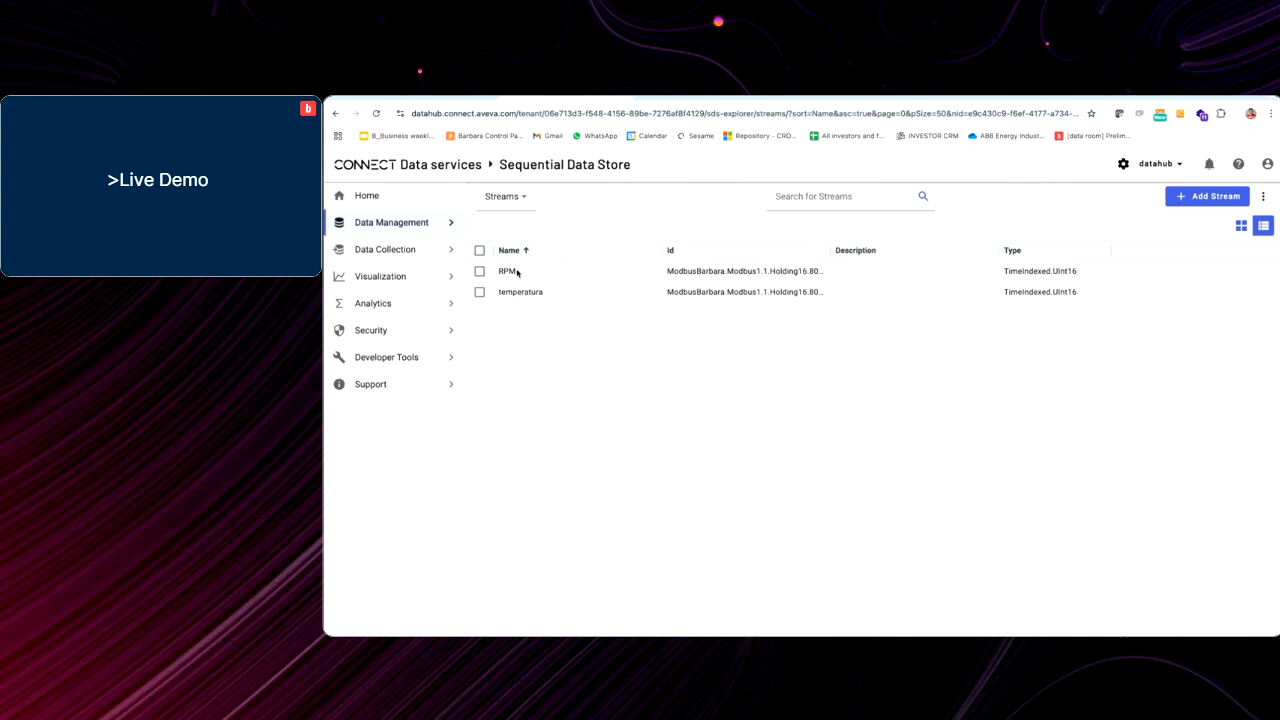 b
>Live Demo
datahub.connect.aveva.com/tenant/06e713d3-f548-4156-89be-7276af8f4129/sds-explorer/streams/?sort=Name&asc=true&page=0&pSize=50&nid=e9c430c9-f6ef-4177-a734-...
B_Business weekl... Barbara Control Pa... Gmail WhatsApp Calendar Sesame Repository - CRO... All investors and f... INVESTOR CRM ABB Energy Indust... [data room] Prelim...
CONNECT Data services Sequential Data Store datahub
Home
Data Management
Data Collection
Visualization
Analytics
Security
Developer Tools
Support
Streams Search for Streams + Add Stream
Name Id Description Type
RPM ModbusBarbara.Modbus1.1.Holding16.80... TimeIndexed.UInt16
temperatura ModbusBarbara.Modbus1.1.Holding16.80... TimeIndexed.UInt16